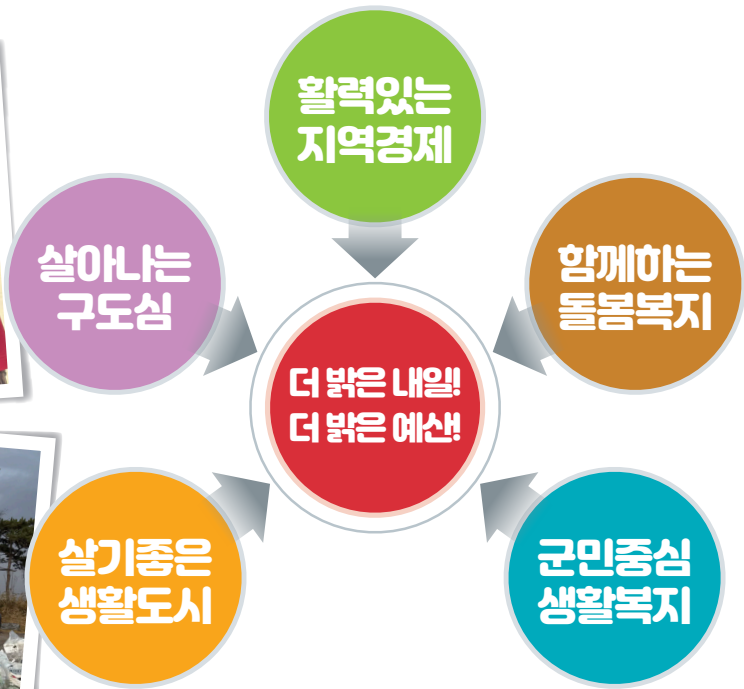 활력있는
지역경제
살아나는
구도심
함께하는
돌봄복지
더 밝은 내일!
더 밝은 예산!
살기좋은
생활도시
군민중심
생활복지